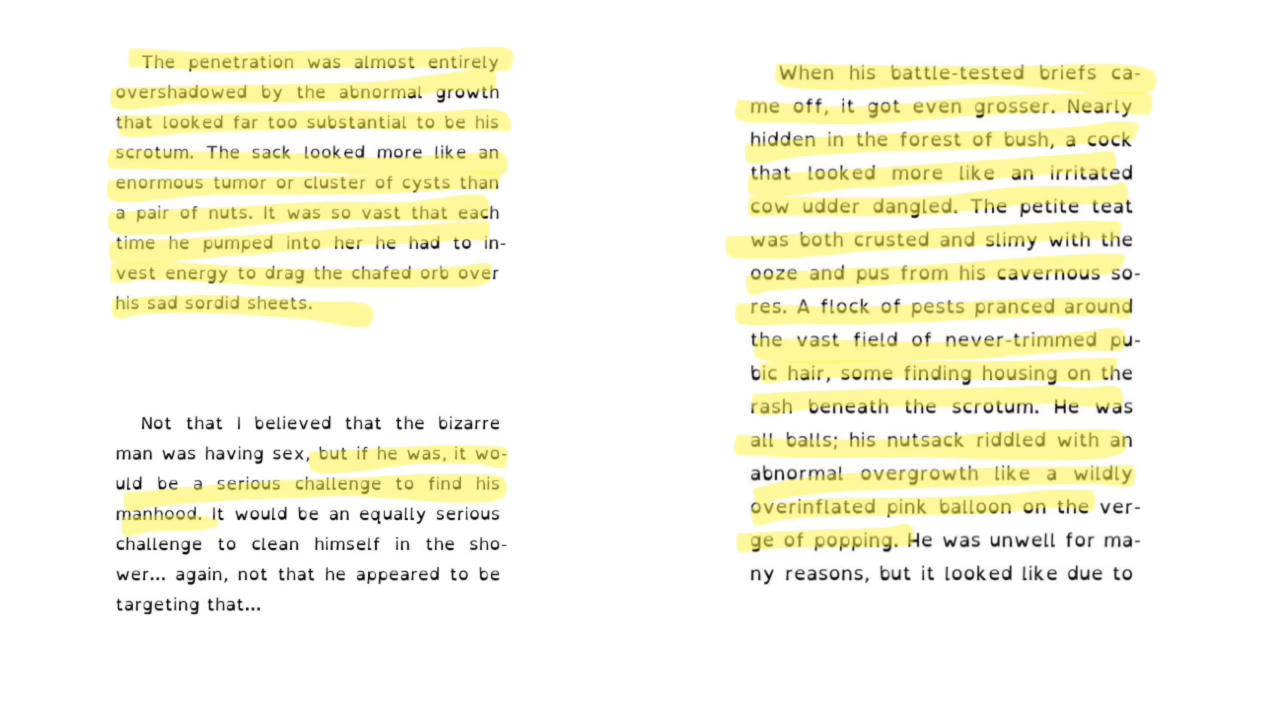 The penetration was almost entirely
overshadowed by the abnormal growth
that looked far too substantial to be his
scrotum. The sack looked more like an
enormous tumor or cluster of cysts than
a pair of nuts. It was so vast that each
time he pumped into her he had to in-
vest energy to drag the chafed orb over
his sad sordid sheets.
Not that I believed that the bizarre
man was having sex, but if he was, it wo-
uld be a serious challenge to find his
manhood. It would be an equally serious
challenge to clean himself in the sho-
wer... again, not that he appeared to be
targeting that...
When his battle-tested briefs ca-
me off, it got even grosser. Nearly
hidden in the forest of bush, a cock
that looked more like an irritated
cow udder dangled. The petite teat
was both crusted and slimy with the
ooze and pus from his cavernous so-
res. A flock of pests pranced around
the vast field of never-trimmed pu-
bic hair, some finding housing on the
rash beneath the scrotum. He was
all balls; his nutsack riddled with an
abnormal overgrowth like a wildly
overinflated pink balloon on the ver-
ge of popping. He was unwell for ma-
ny reasons, but it looked like due to